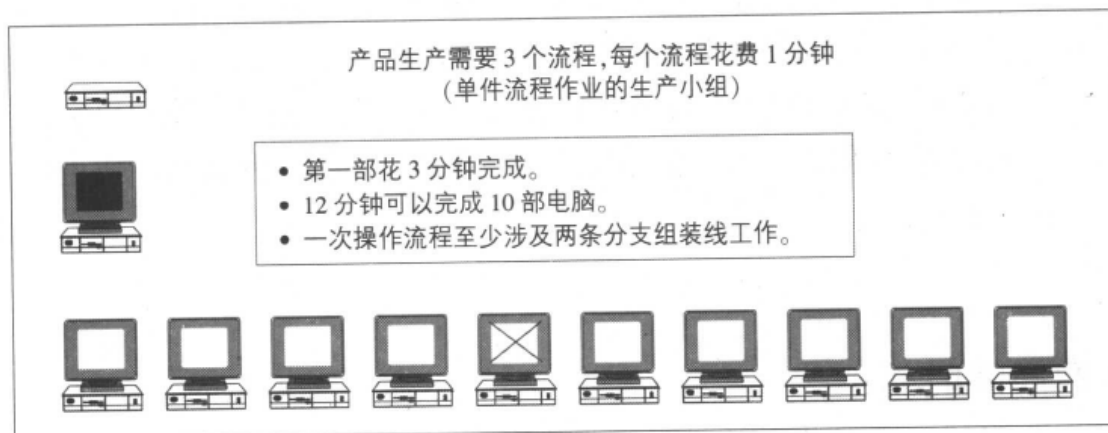 产品生产需要 3 个流程,每个流程花费 1 分钟
(单件流程作业的生产小组)
• 第一部花 3 分钟完成。
• 12 分钟可以完成 10 部电脑。
• 一次操作流程至少涉及两条分支组装线工作。